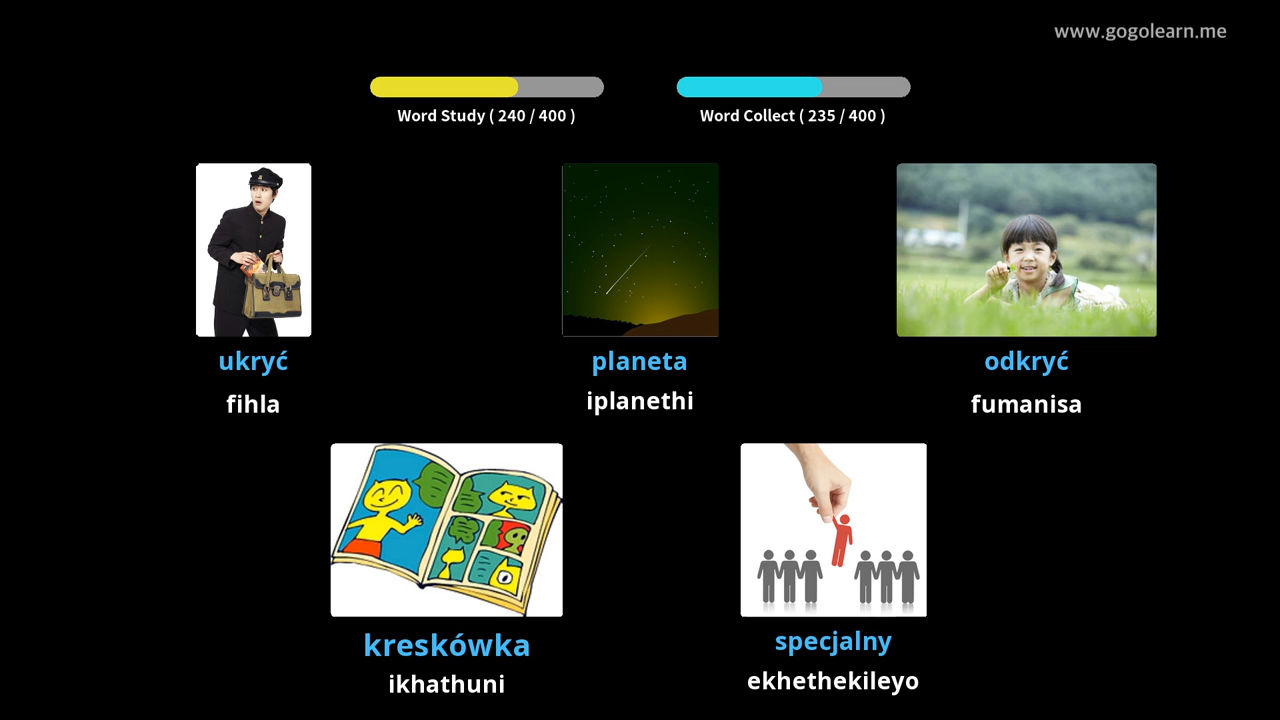 www.gogolearn.me
Word Study ( 240 / 400 )
Word Collect ( 235 / 400 )
ukryć
planeta
odkryć
fihla
iplanethi
fumanisa
kreskówka
specjalny
ikhathuni
ekhethekileyo